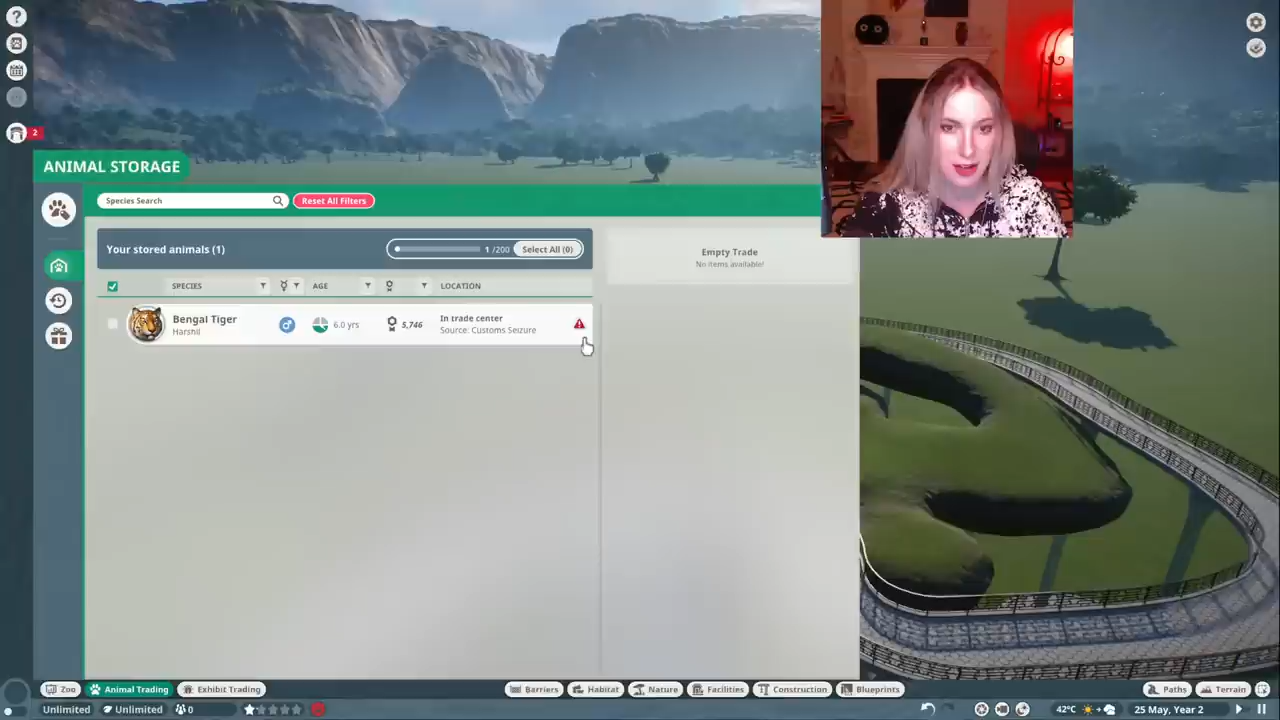 2
ANIMAL STORAGE
Species Search
Reset All Filters
Your stored animals (1)
1 /200
Select All (0)
Empty Trade
No items available!
SPECIES
AGE
LOCATION
Bengal Tiger
Harshil
6.0 yrs
5,746
In trade center
Source: Customs Seizure
Zoo
Animal Trading
Exhibit Trading
Barriers
Habitat
Nature
Facilities
Construction
Blueprints
Paths
Terrain
Unlimited
Unlimited
0
42°C
25 May, Year 2